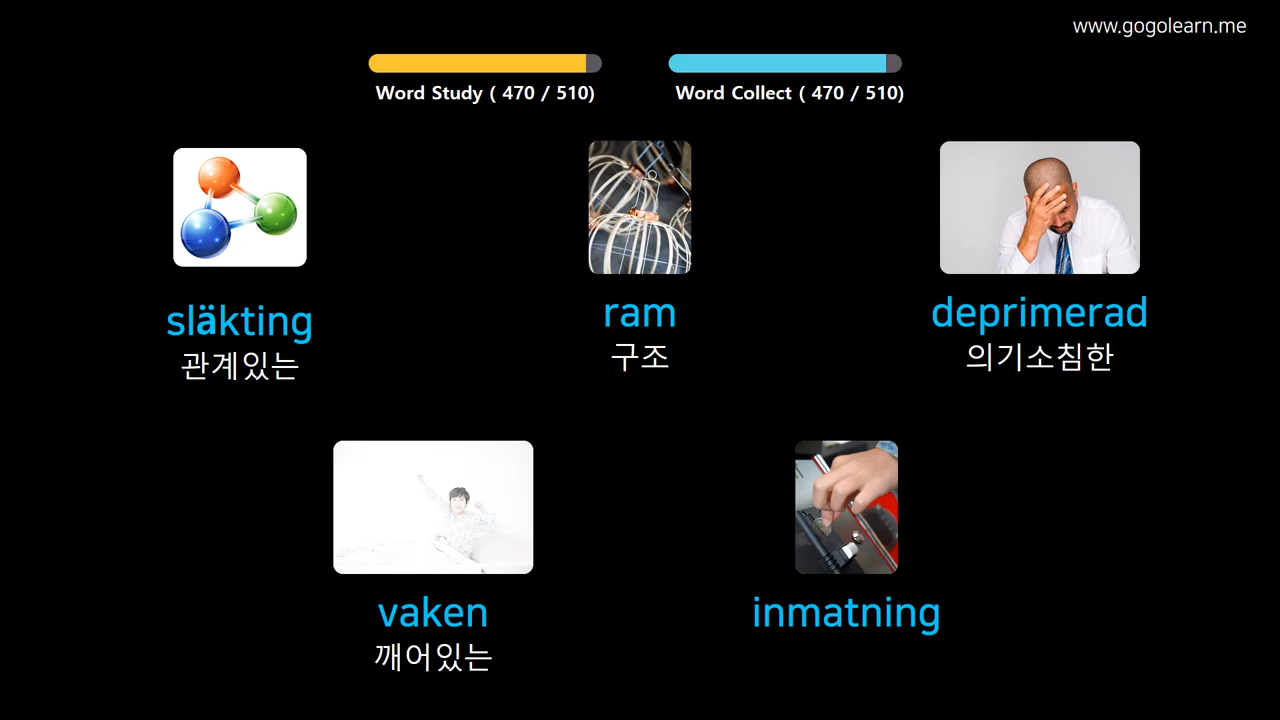 www.gogolearn.me
Word Study ( 470 / 510)
Word Collect ( 470 / 510)
släkting
관계있는
ram
구조
deprimerad
의기소침한
vaken
깨어있는
inmatning